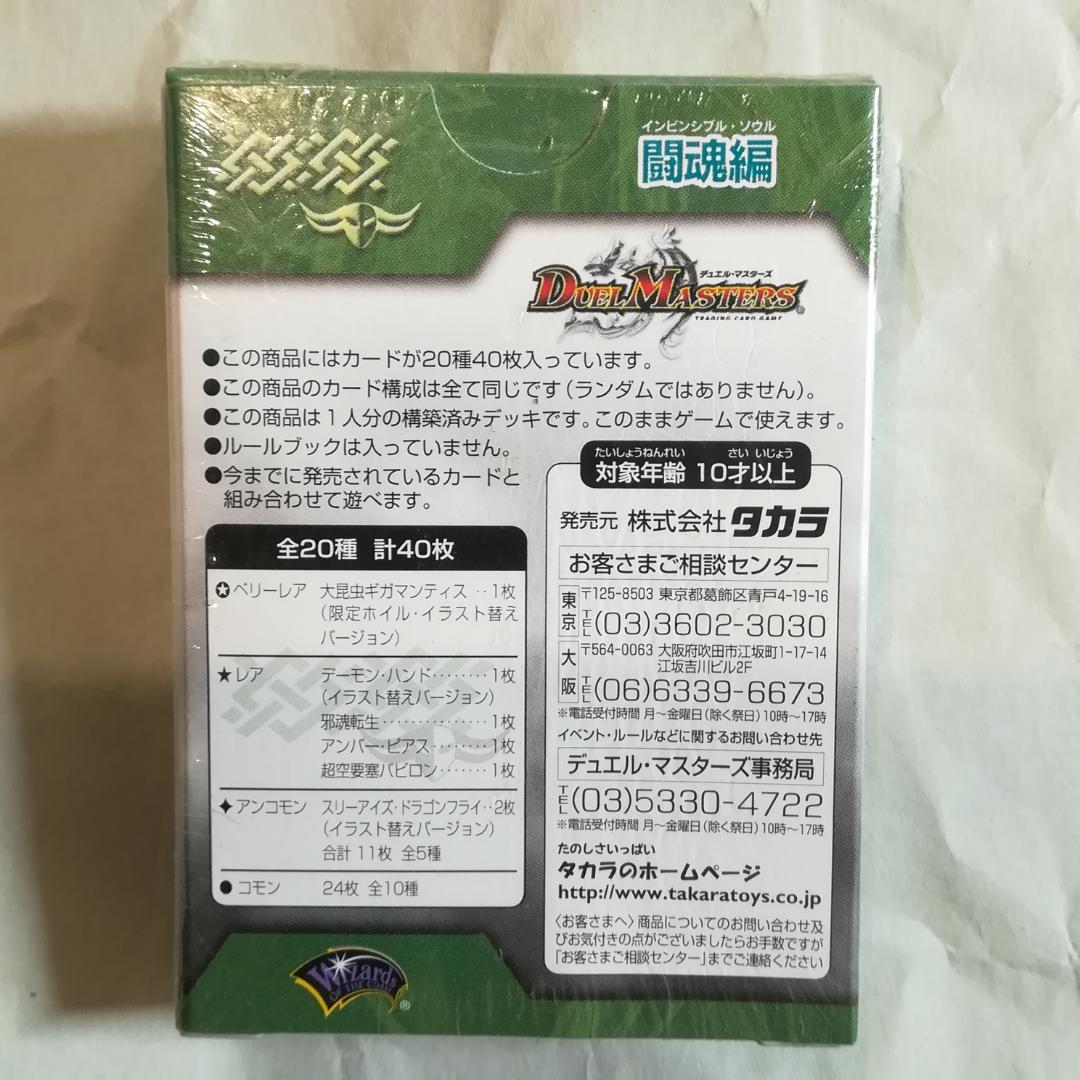 インビンシブル・ソウル
闘魂編
デュエル・マスターズ
DUEL MASTERS
TRADING CARD GAME
●この商品にはカードが20種40枚入っています。
●この商品のカード構成は全て同じです(ランダムではありません)。
●この商品は1人分の構築済みデッキです。このままゲームで使えます。
●ルールブックは入っていません。
●今までに発売されているカードと
組み合わせて遊べます。
全20種 計40枚
★ベリーレア 大昆虫ギガマンティス‥1枚
(限定ホイル・イラスト替え
バージョン)
★レア デーモン・ハンド‥‥‥‥1枚
(イラスト替えバージョン)
邪魂転生‥‥‥‥‥‥‥1枚
アンバー・ピアス‥‥‥‥1枚
超空要塞バビロン‥‥‥1枚
✦アンコモン スリーアイズ・ドラゴンフライ‥2枚
(イラスト替えバージョン)
合計 11枚 全5種
●コモン 24枚 全10種
たいしょうねんれい さい いじょう
対象年齢 10才以上
発売元 株式会社タカラ
お客さまご相談センター
東京 〒125-8503 東京都葛飾区青戸4-19-16
TEL(03)3602-3030
大阪 〒564-0063 大阪府吹田市江坂町1-17-14
江坂吉川ビル2F
TEL(06)6339-6673
※電話受付時間 月〜金曜日(除く祭日)10時〜17時
イベント・ルールなどに関するお問い合わせ先
デュエル・マスターズ事務局
TEL(03)5330-4722
※電話受付時間 月〜金曜日(除く祭日)10時〜17時
たのしさいっぱい
タカラのホームページ
http://www.takaratoys.co.jp
〈お客さまへ〉商品についてのお問い合わせ及
びお気付きの点がございましたらお手数ですが
「お客さまご相談センター」までご連絡ください
Wizards
OF THE COAST
®